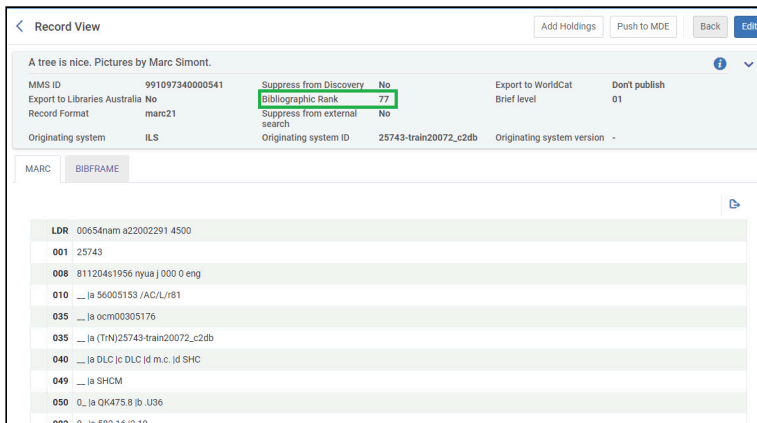 Record View
Add Holdings Push to MDE Back Edit
A tree is nice. Pictures by Marc Simont.
MMS ID 991097340000541 Suppress from Discovery No Export to WorldCat Don't publish
Export to Libraries Australia No Bibliographic Rank 77 Brief level 01
Record Format marc21 Suppress from external search No
Originating system ILS Originating system ID 25743-train20072_c2db Originating system version -
MARC BIBFRAME
LDR 00654nam a22002291 4500
001 25743
008 811204s1956 nyua j 000 0 eng
010 __ |a 56005153 /AC/L/r81
035 __ |a ocm00305176
035 __ |a (TrN)25743-train20072_c2db
040 __ |a DLC |c DLC |d m.c. |d SHC
049 __ |a SHCM
050 0_ |a QK475.8 |b .U36